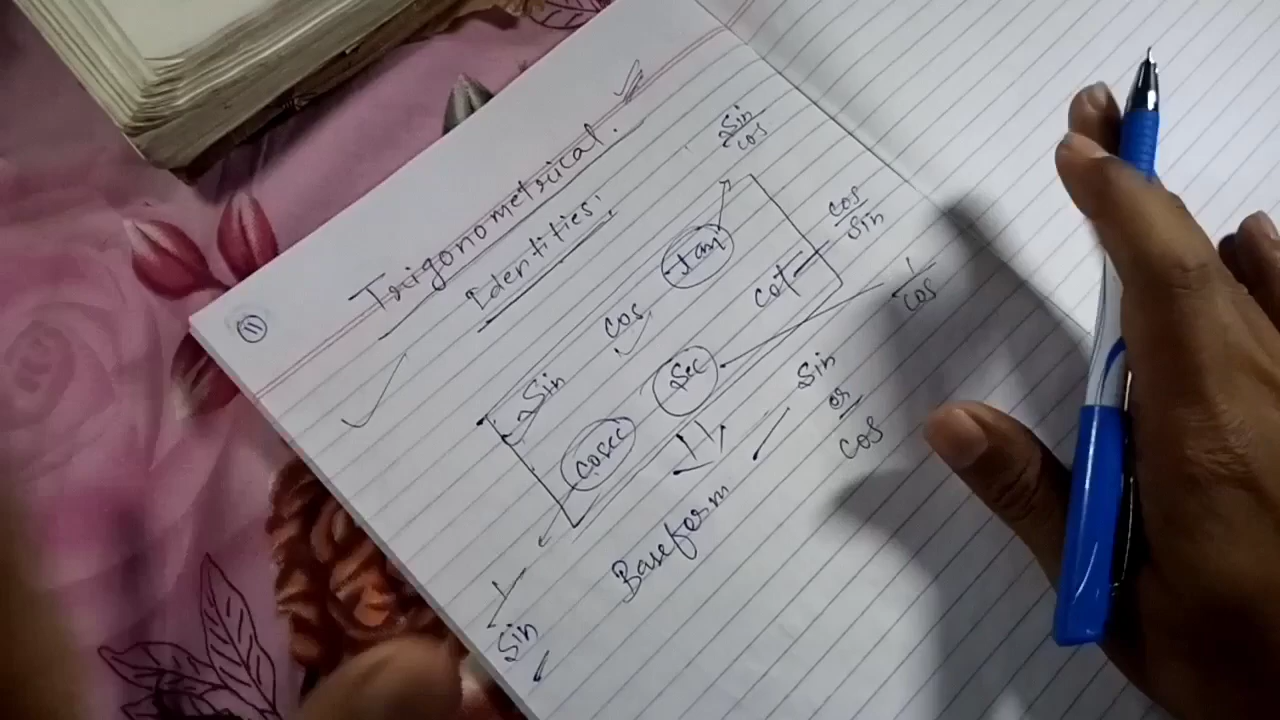 11
Trigonometrical
Identities:
sin
cos
tan
cos
sin
cot
1
cos
Sin
cos
cosec
sec
Sin
or
cos
1
sin
Baseform